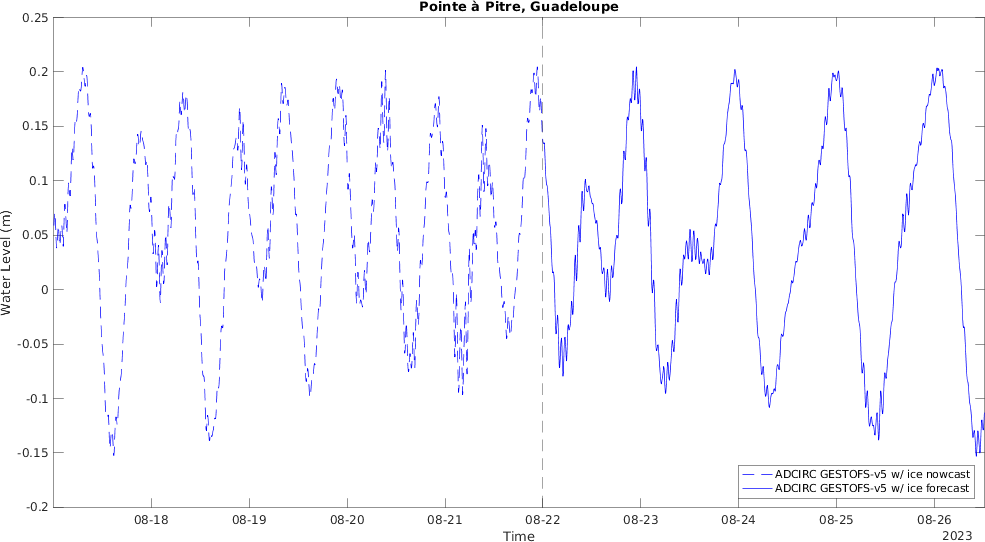 Pointe à Pitre, Guadeloupe
0.25
0.2
0.15
0.1
0.05
0
-0.05
-0.1
-0.15
-0.2
Water Level (m)
ADCIRC GESTOFS-v5 w/ ice nowcast
ADCIRC GESTOFS-v5 w/ ice forecast
08-18 08-19 08-20 08-21 08-22 08-23 08-24 08-25 08-26
Time
2023